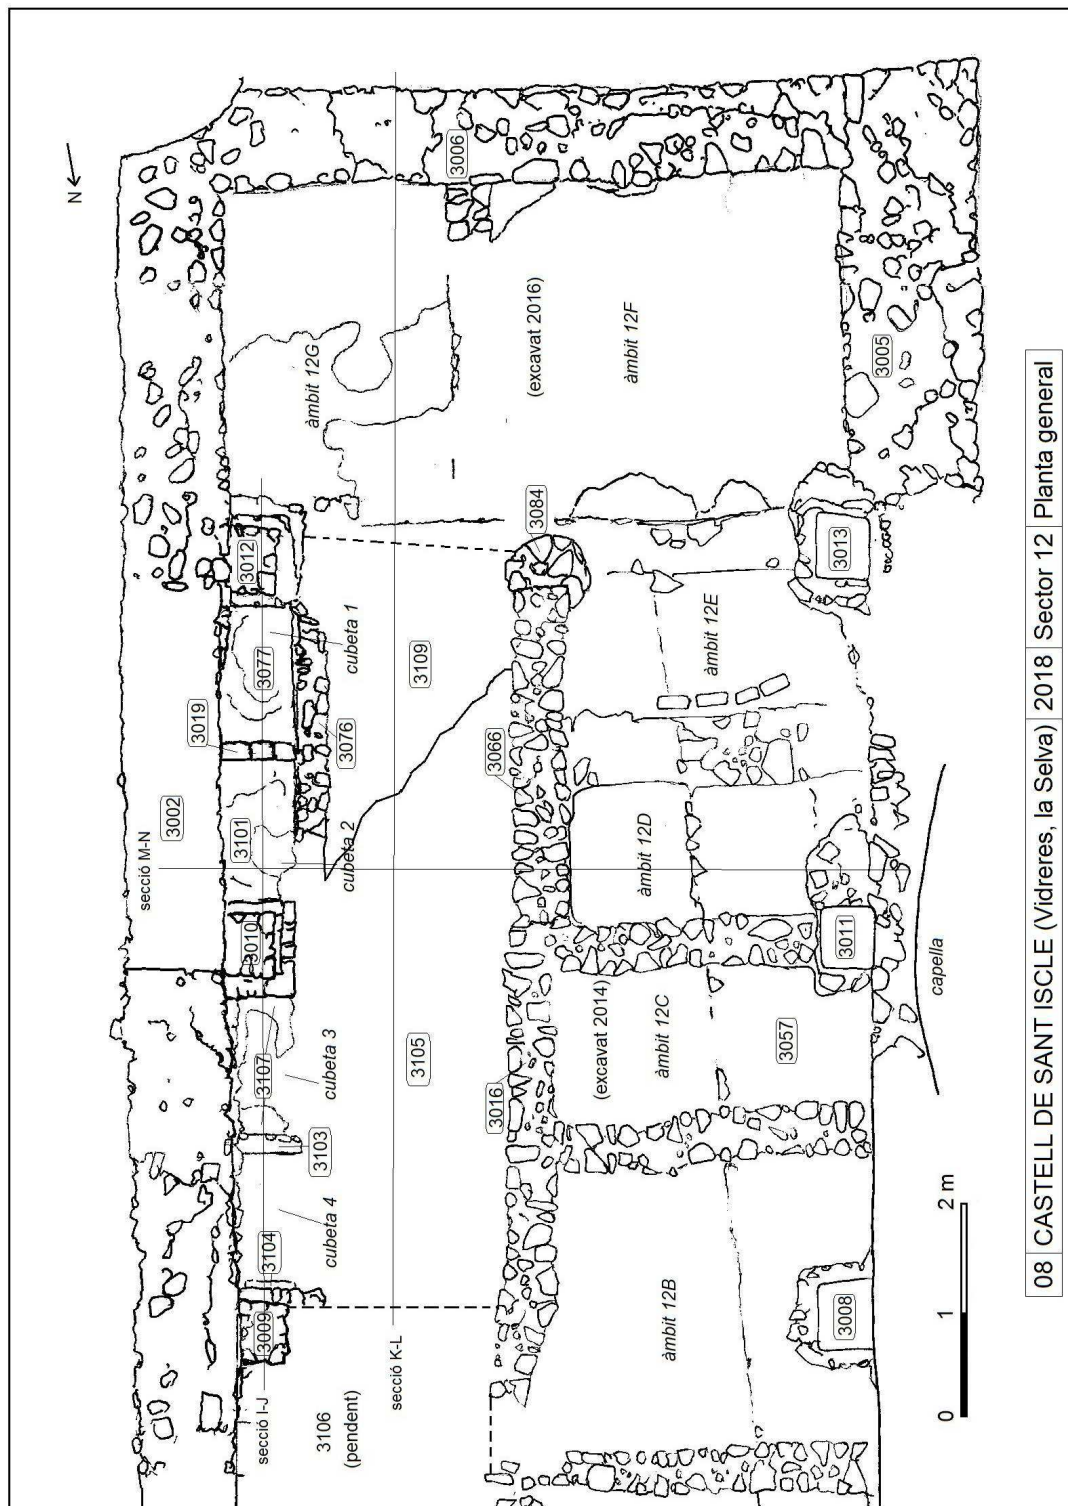 N
3006
àmbit 12G
(excavat 2016)
àmbit 12F
3005
3012
3084
3013
cubeta 1
3077
3109
àmbit 12E
3019
3076
3066
3002
3101
secció M-N
cubeta 2
àmbit 12D
3010
3011
capella
3107
cubeta 3
3105
3016
(excavat 2014)
àmbit 12C
3057
3103
cubeta 4
3104
3009
secció I-J
3106
(pendent)
secció K-L
àmbit 12B
3008
0 1 2 m
08 CASTELL DE SANT ISCLE (Vidreres, la Selva) 2018 Sector 12 Planta general